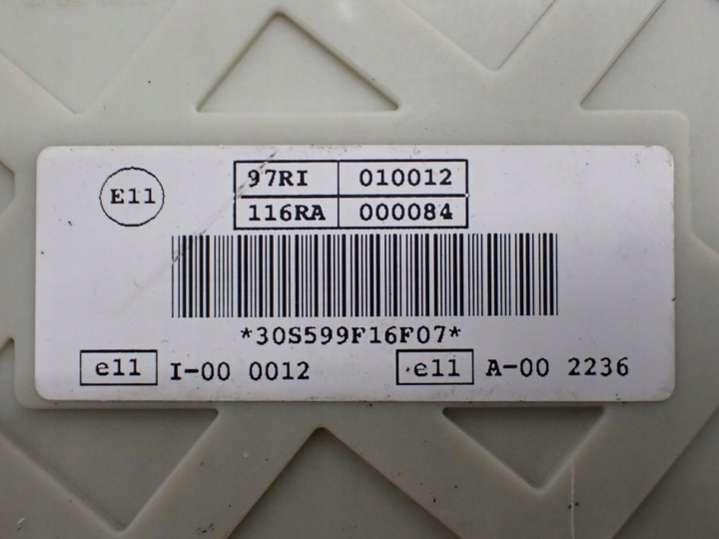 E11
97RI 010012
116RA 000084
*30S599F16F07*
e11 I-00 0012 e11 A-00 2236